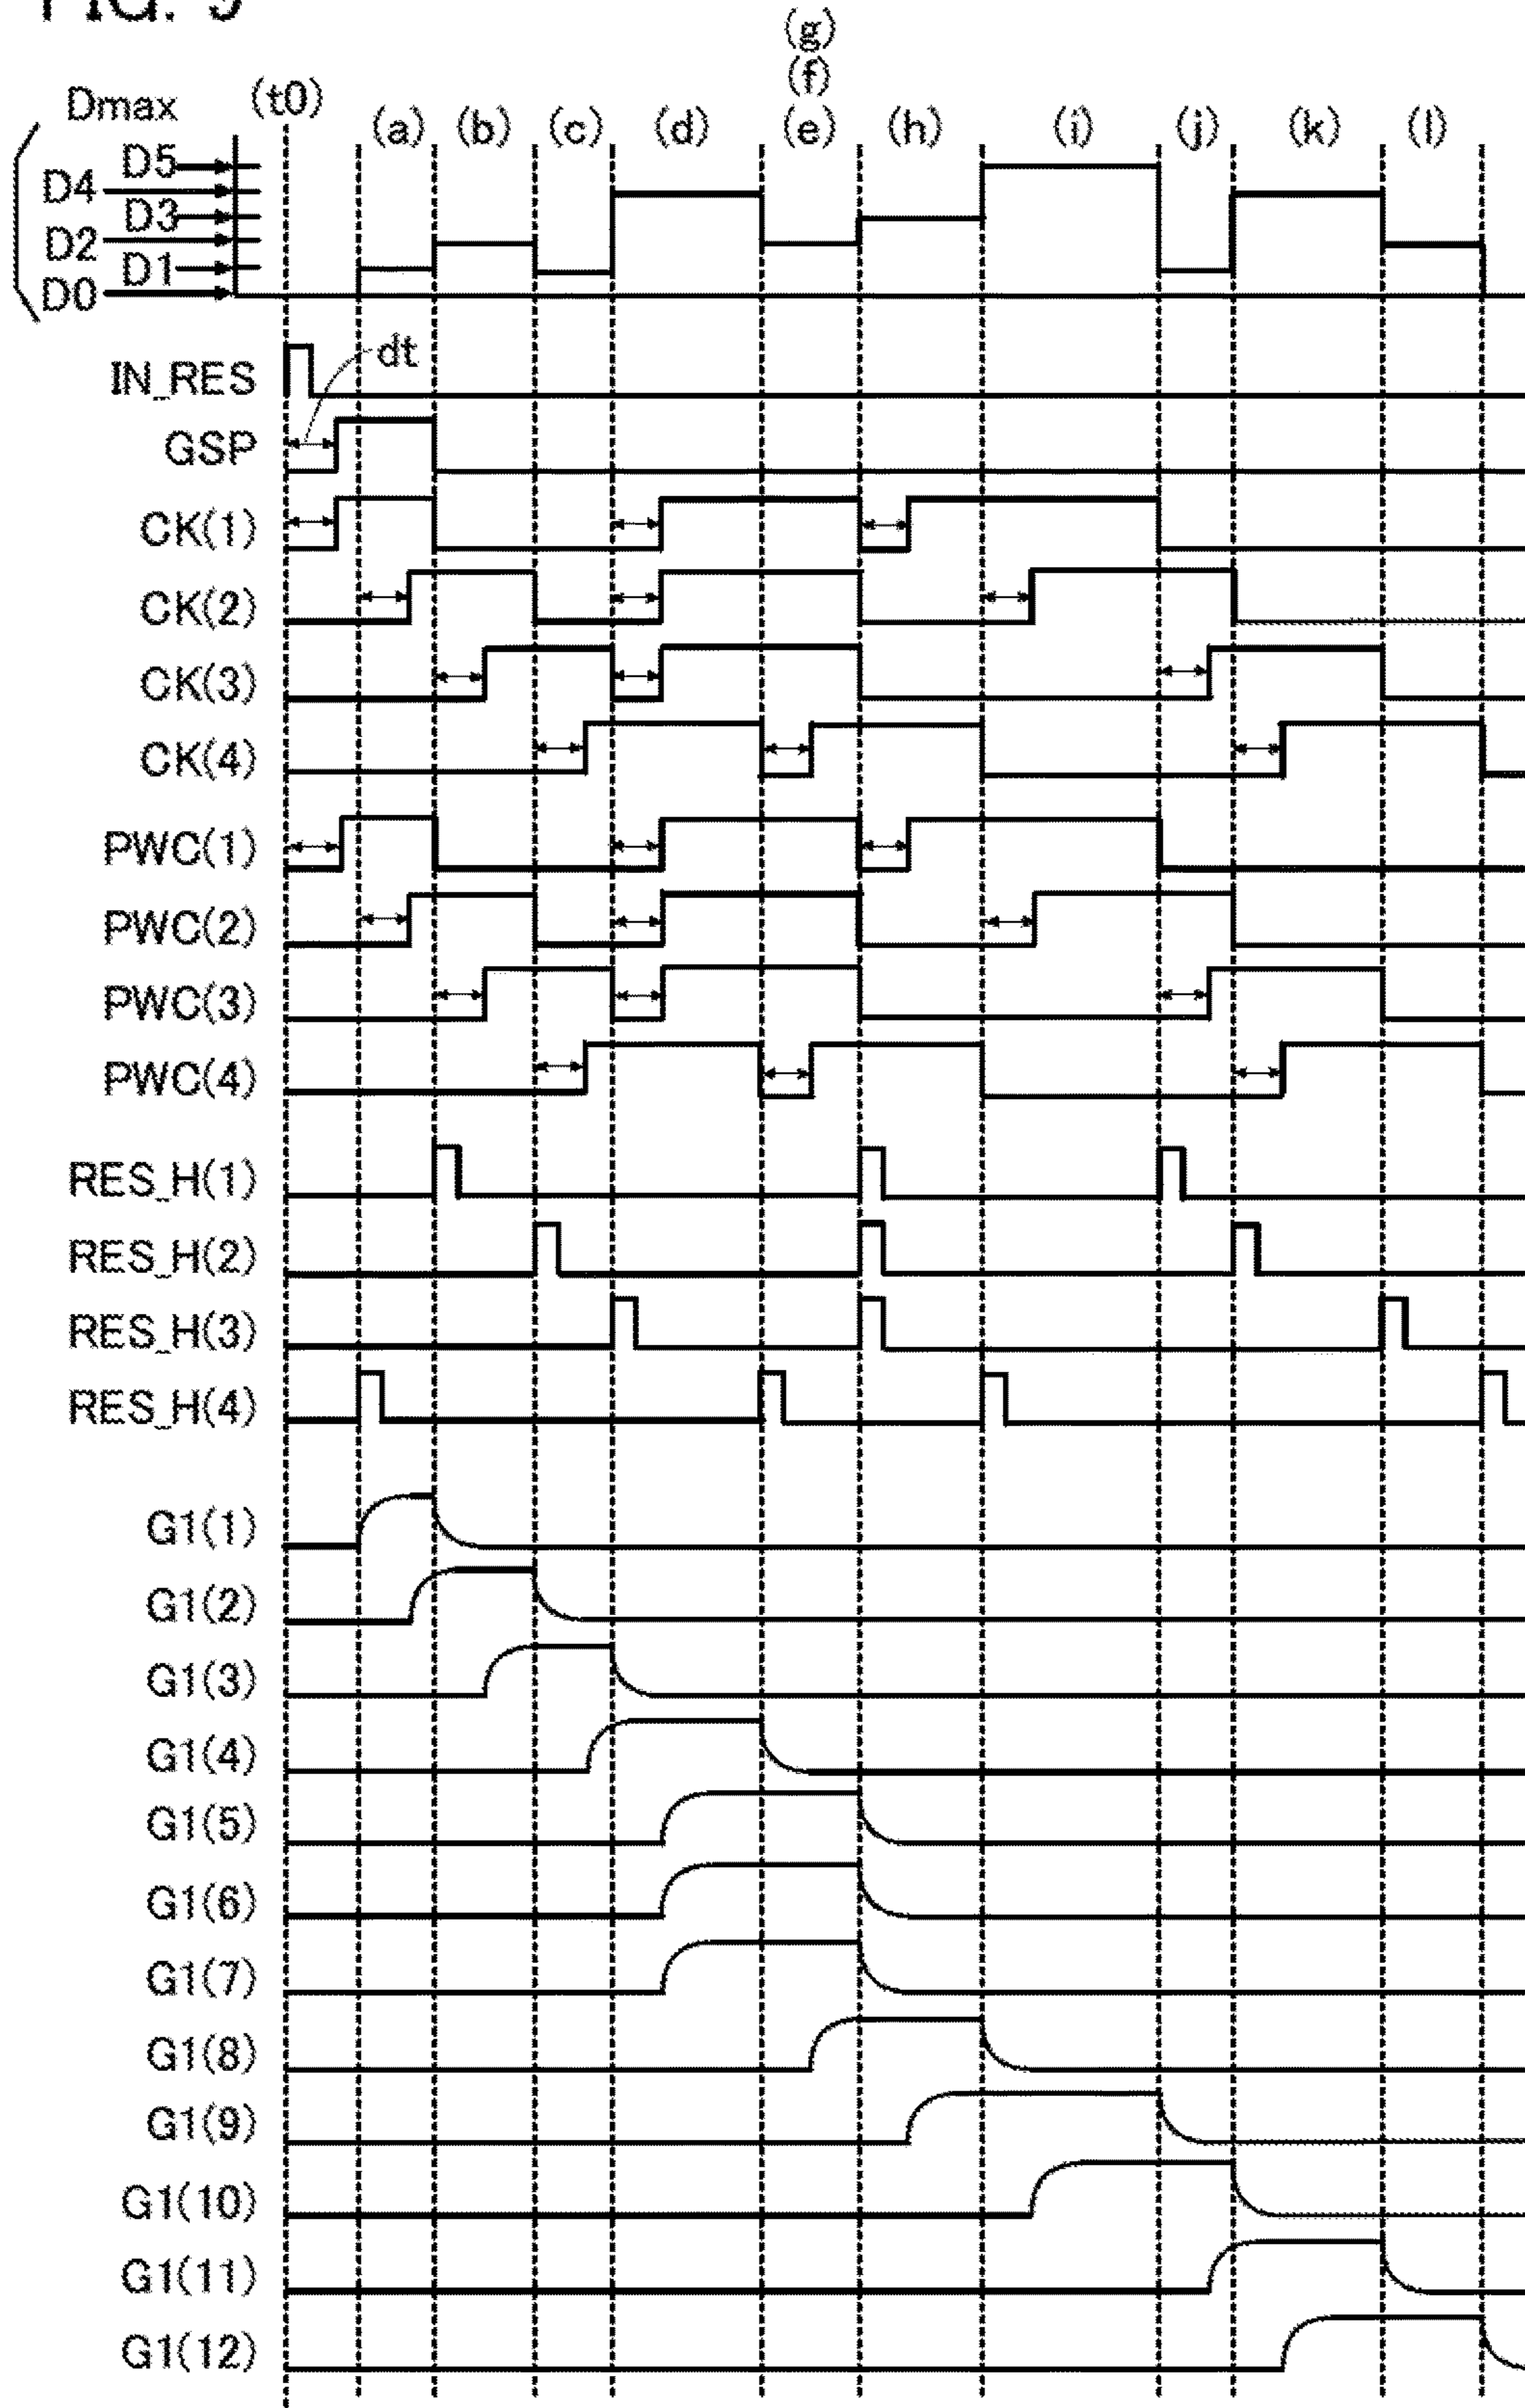 FIG. 9
(g)
(f)
Dmax (t0) (a) (b) (c) (d) (e) (h) (i) (j) (k) (l)
D5
D4
D3
D2
D1
D0
dt
IN_RES
GSP
CK(1)
CK(2)
CK(3)
CK(4)
PWC(1)
PWC(2)
PWC(3)
PWC(4)
RES_H(1)
RES_H(2)
RES_H(3)
RES_H(4)
G1(1)
G1(2)
G1(3)
G1(4)
G1(5)
G1(6)
G1(7)
G1(8)
G1(9)
G1(10)
G1(11)
G1(12)